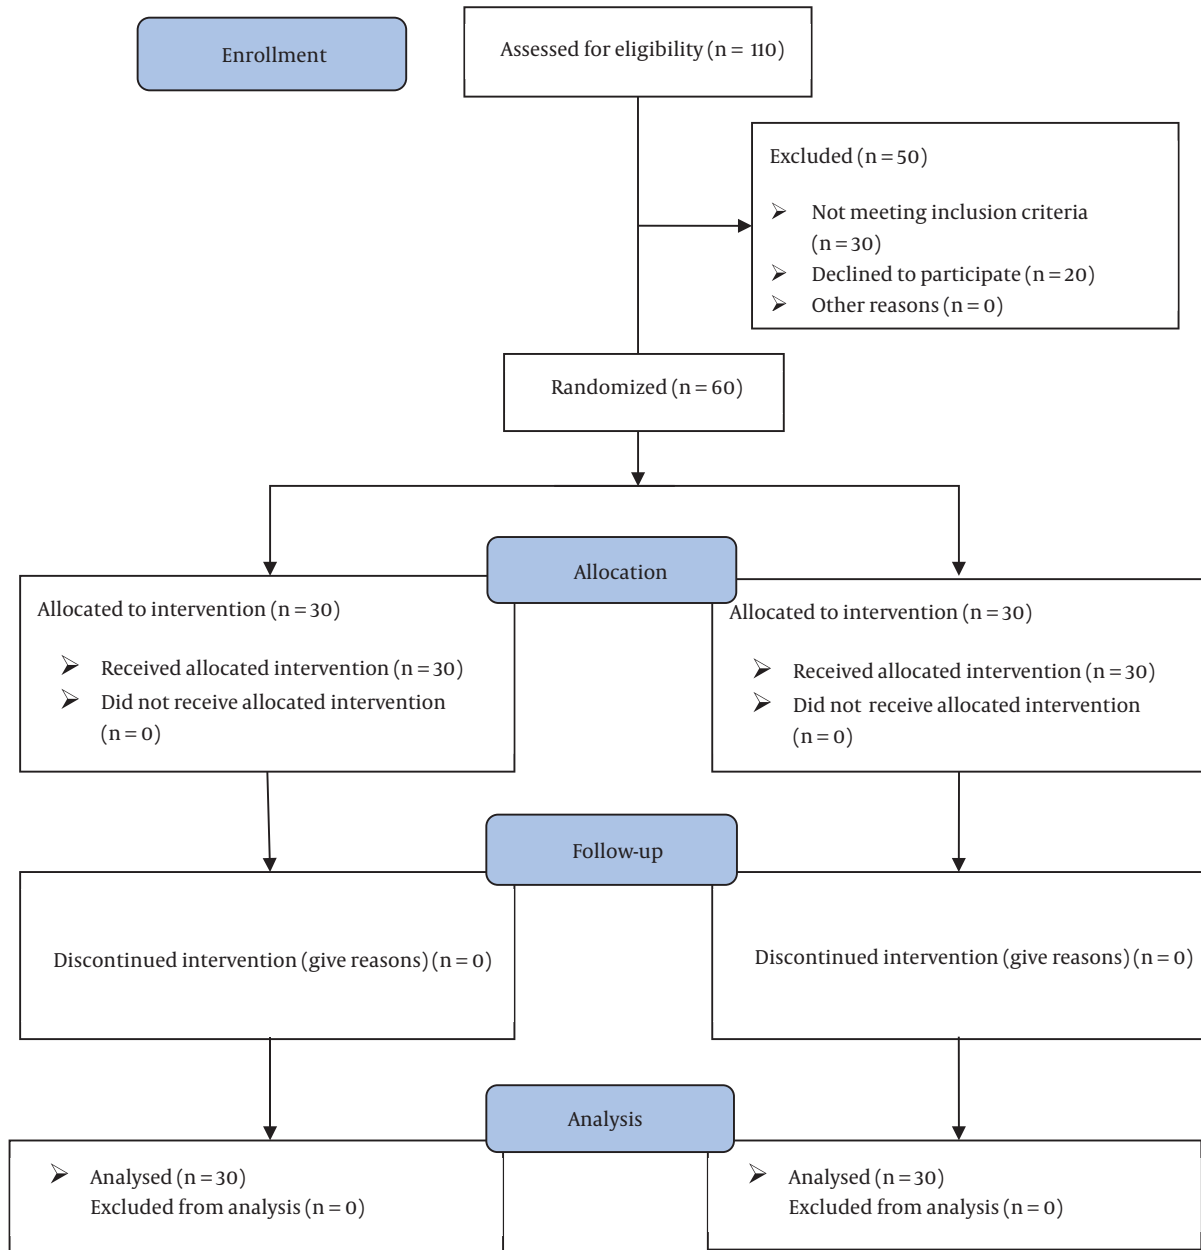 Enrollment
Assessed for eligibility (n = 110)
Excluded (n = 50)
➢ Not meeting inclusion criteria
(n = 30)
➢ Declined to participate (n = 20)
➢ Other reasons (n = 0)
Randomized (n = 60)
Allocation
Allocated to intervention (n = 30)
➢ Received allocated intervention (n = 30)
➢ Did not receive allocated intervention
(n = 0)
Allocated to intervention (n = 30)
➢ Received allocated intervention (n = 30)
➢ Did not receive allocated intervention
(n = 0)
Follow-up
Discontinued intervention (give reasons) (n = 0)
Discontinued intervention (give reasons) (n = 0)
Analysis
➢ Analysed (n = 30)
Excluded from analysis (n = 0)
➢ Analysed (n = 30)
Excluded from analysis (n = 0)